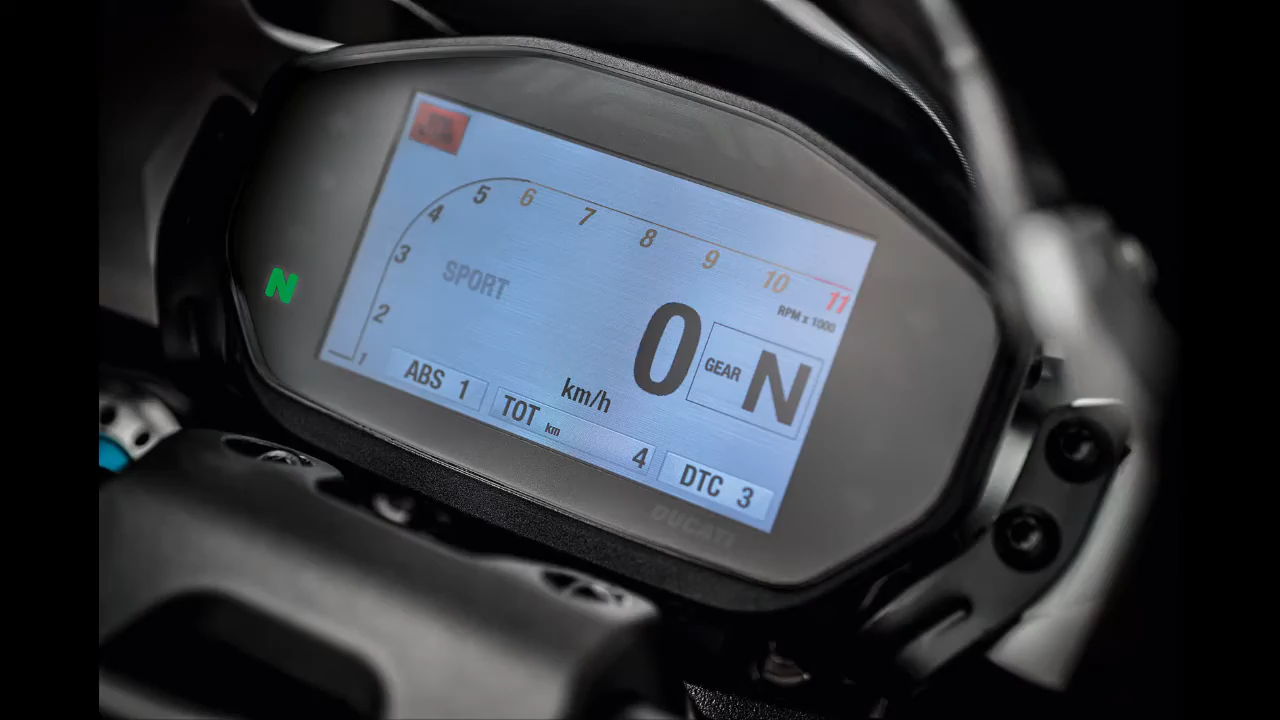 5 6 7 8 9 10 11
4
3
2
1
SPORT
RPM x 1000
N
0 GEAR N
km/h
ABS 1
TOT km 4
DTC 3
DUCATI